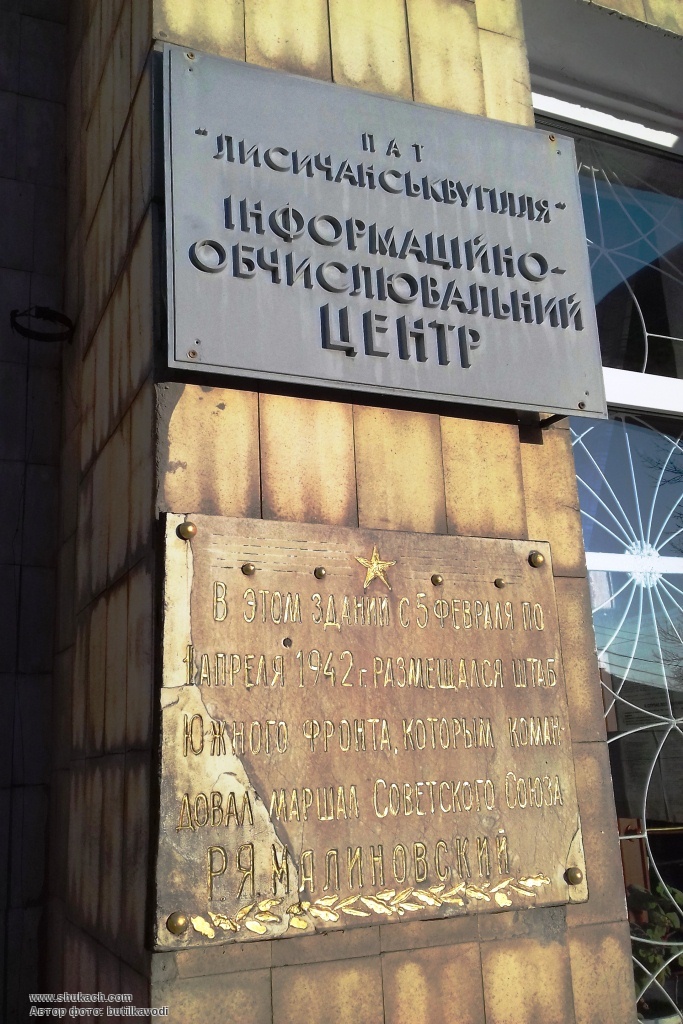 ПАТ
"ЛИСИЧАНСЬКВУГІЛЛЯ"
ІНФОРМАЦІЙНО-
ОБЧИСЛЮВАЛЬНИЙ
ЦЕНТР
В ЭТОМ ЗДАНИИ С 5 ФЕВРАЛЯ ПО
1 АПРЕЛЯ 1942 г. РАЗМЕЩАЛСЯ ШТАБ
ЮЖНОГО ФРОНТА, КОТОРЫМ КОМАН-
ДОВАЛ МАРШАЛ СОВЕТСКОГО СОЮЗА
Р.Я. МАЛИНОВСКИЙ
www.shukach.com
Автор фото: butilkavodi